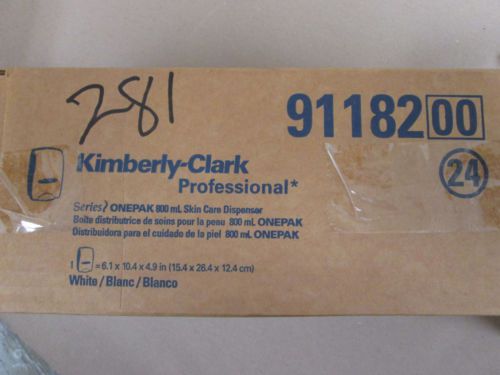 281
91182 00
24
Kimberly-Clark
Professional*
Series i ONEPAK 800 mL Skin Care Dispenser
Boîte distributrice de soins pour la peau 800 mL ONEPAK
Distribuidora para el cuidado de la piel 800 mL ONEPAK
1 = 6.1 x 10.4 x 4.9 in (15.4 x 26.4 x 12.4 cm)
White / Blanc / Blanco